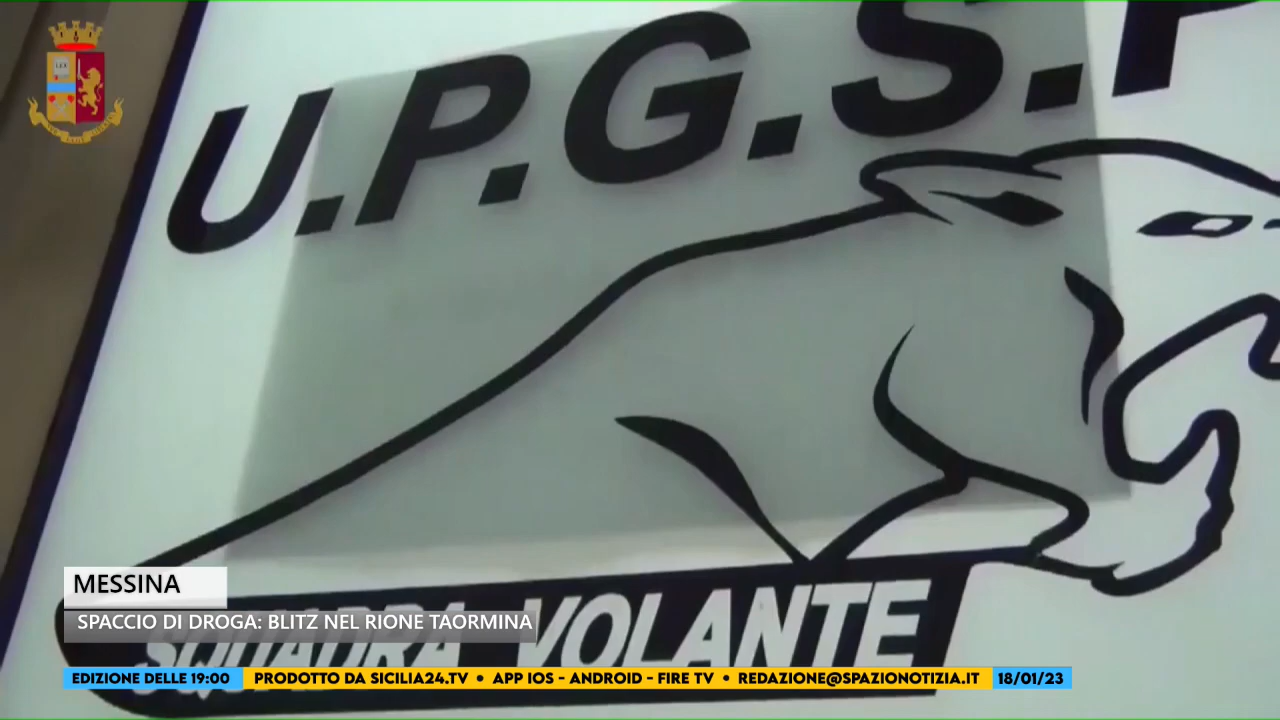 U.P.G.S.P
MESSINA
SPACCIO DI DROGA: BLITZ NEL RIONE TAORMINA
SQUADRA VOLANTE
EDIZIONE DELLE 19:00 PRODOTTO DA SICILIA24.TV • APP IOS - ANDROID - FIRE TV • REDAZIONE@SPAZIONOTIZIA.IT 18/01/23